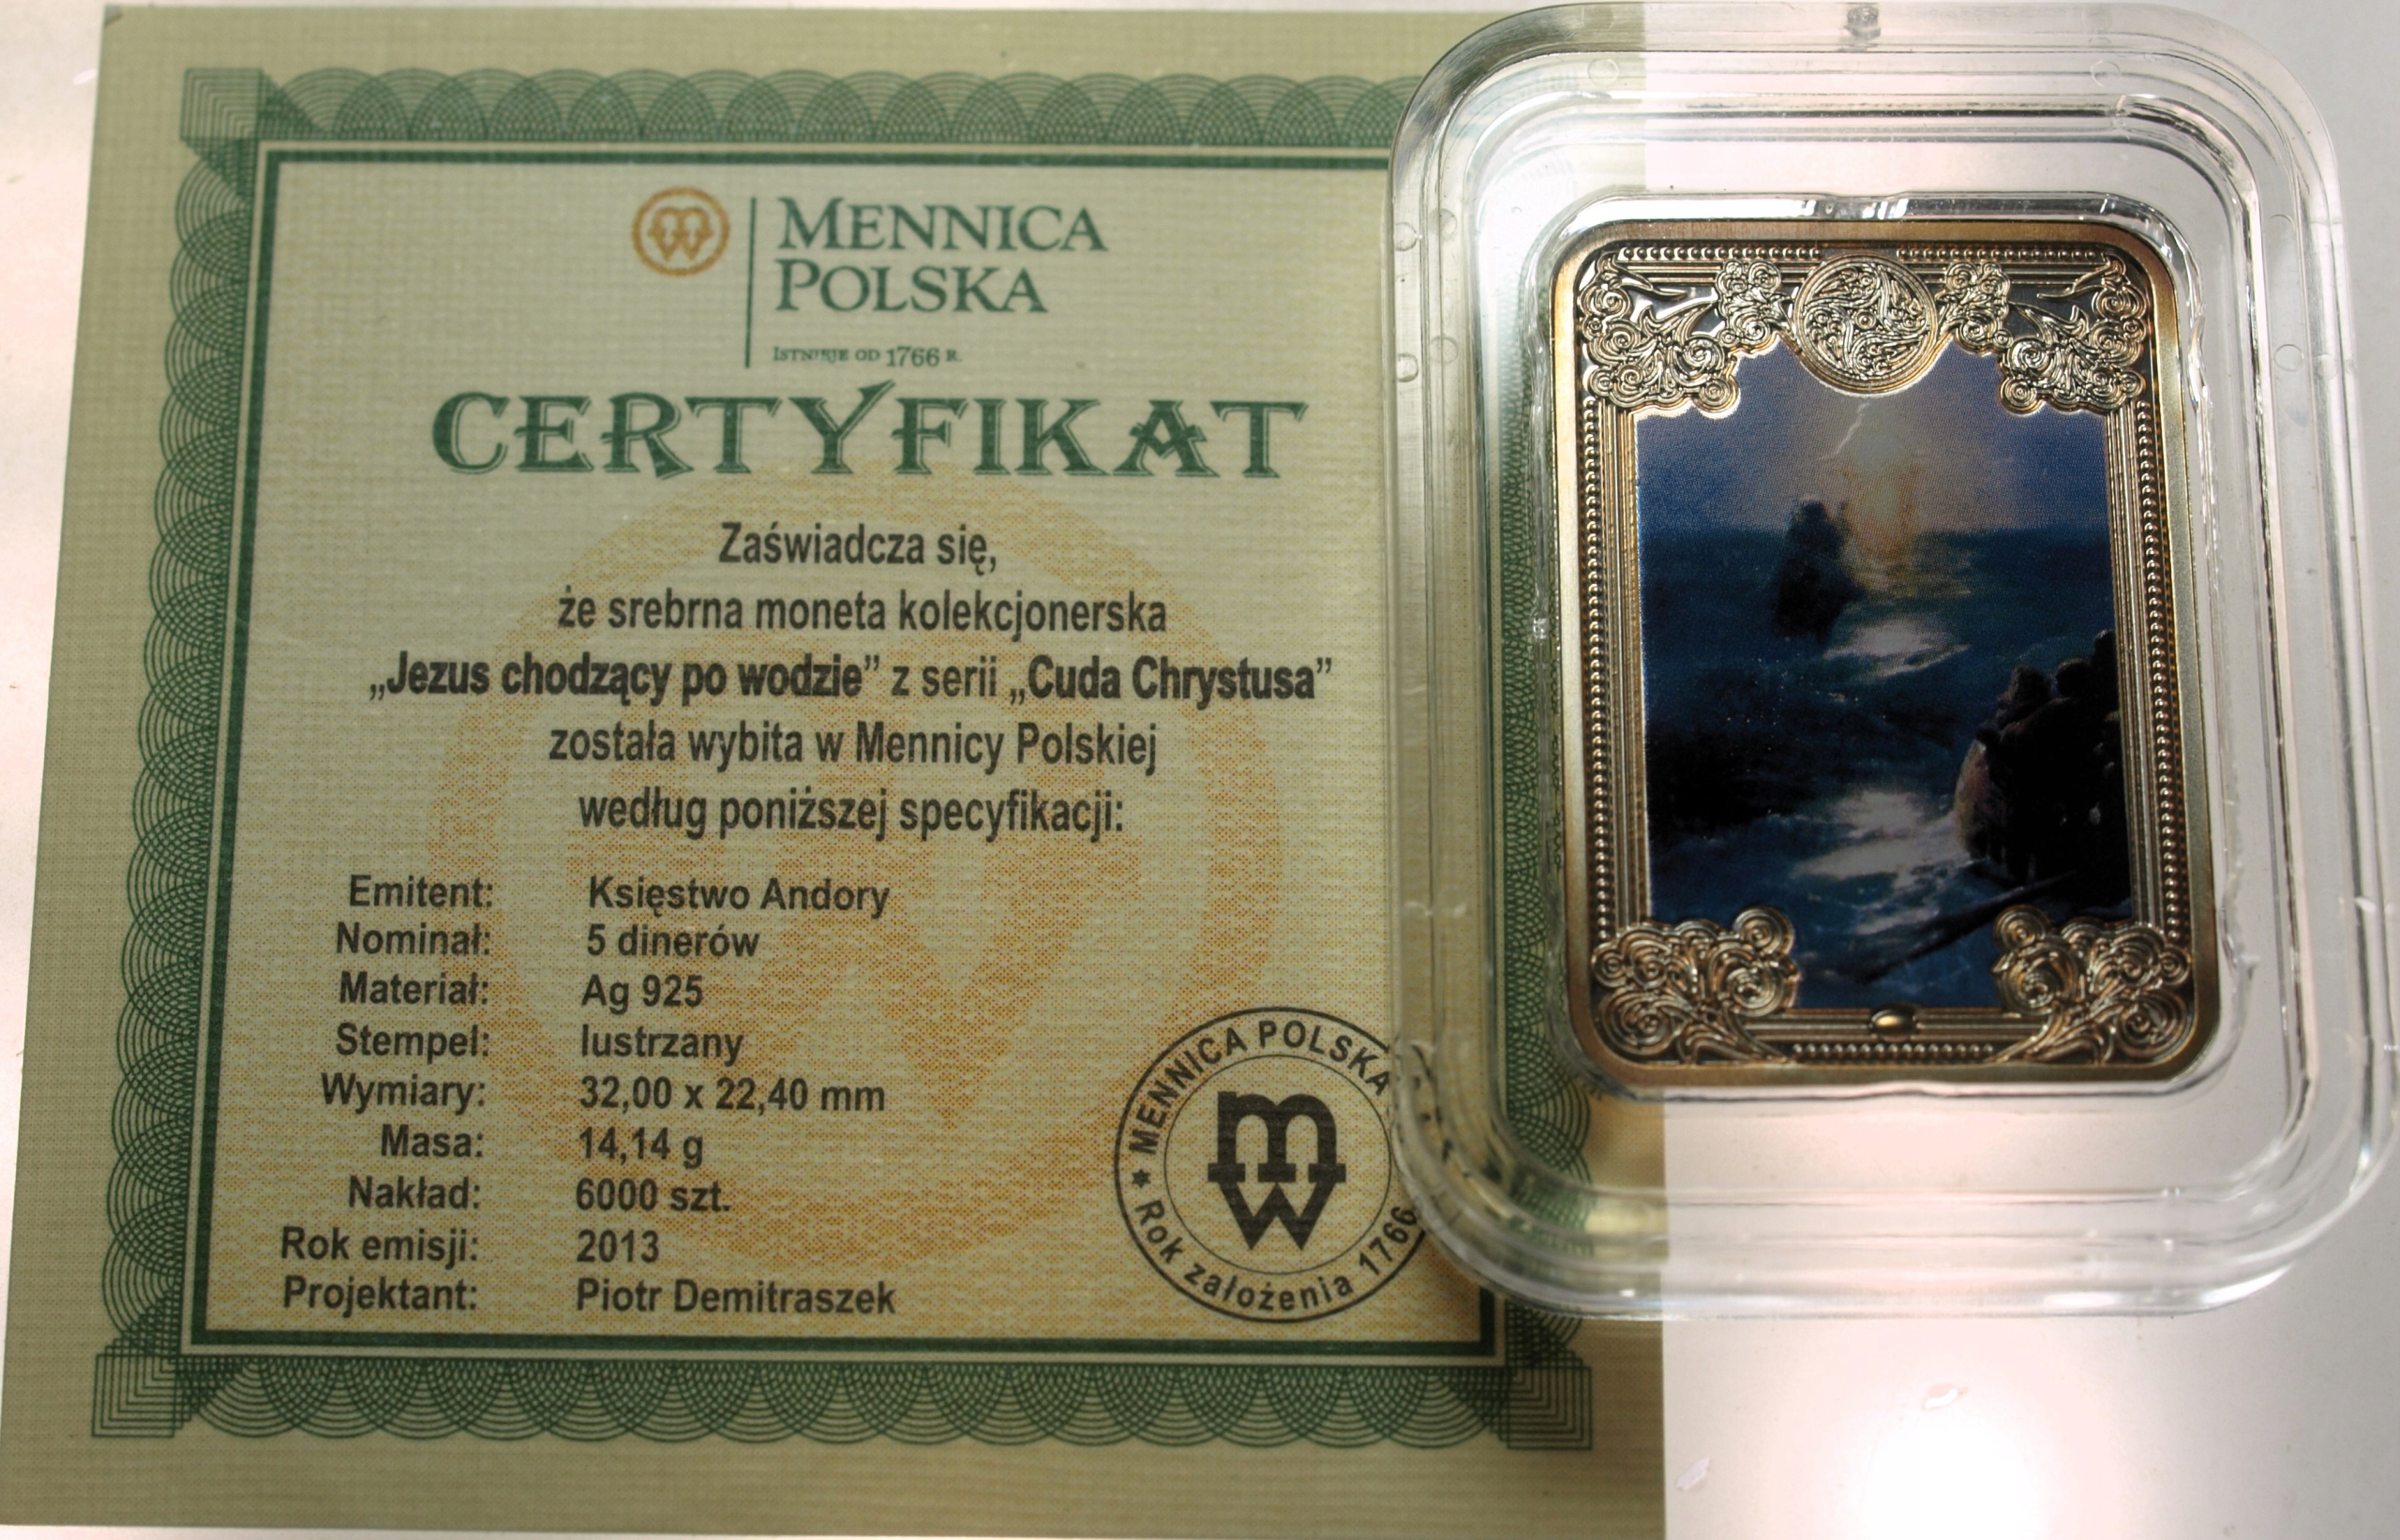 MENNICA
POLSKA
ISTNIEJE OD 1766 R.
CERTYFIKAT
Zaświadcza się,
że srebrna moneta kolekcjonerska
„Jezus chodzący po wodzie” z serii „Cuda Chrystusa”
została wybita w Mennicy Polskiej
według poniższej specyfikacji:
Emitent: Księstwo Andory
Nominał: 5 dinerów
Materiał: Ag 925
Stempel: lustrzany
Wymiary: 32,00 x 22,40 mm
Masa: 14,14 g
Nakład: 6000 szt.
Rok emisji: 2013
Projektant: Piotr Demitraszek
MENNICA POLSKA
mw
Rok założenia 1766